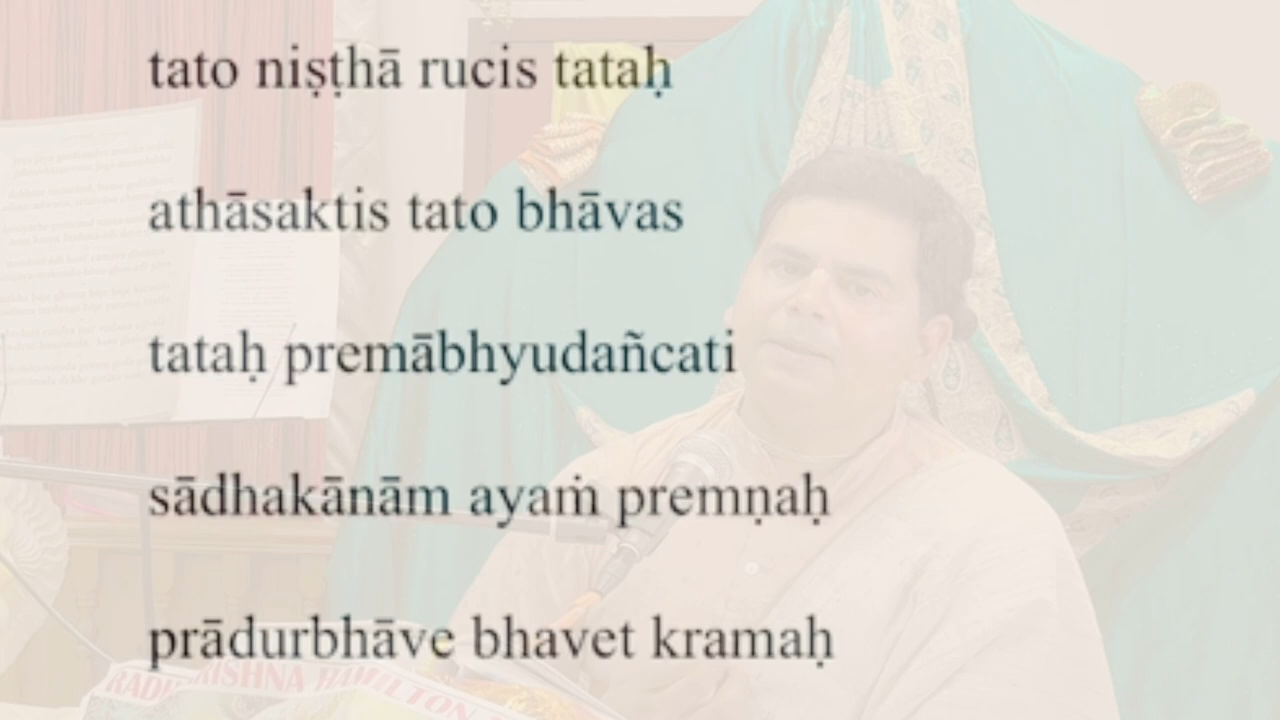 tato niṣṭhā rucis tataḥ
athāsaktis tato bhāvas
tataḥ premābhyudañcati
sādhakānām ayaṁ premṇaḥ
prādurbhāve bhavet kramaḥ